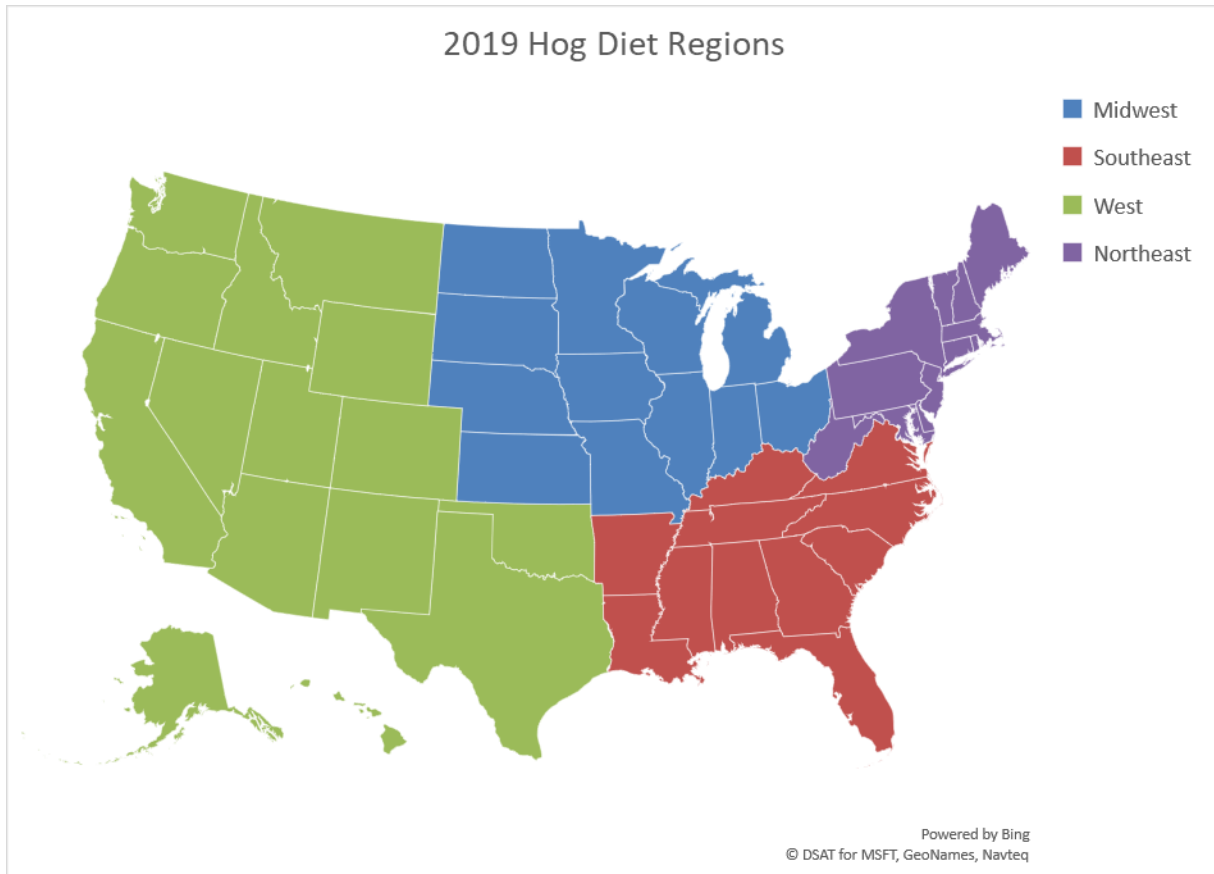 2019 Hog Diet Regions
Midwest
Southeast
West
Northeast
Powered by Bing
© DSAT for MSFT, GeoNames, Navteq